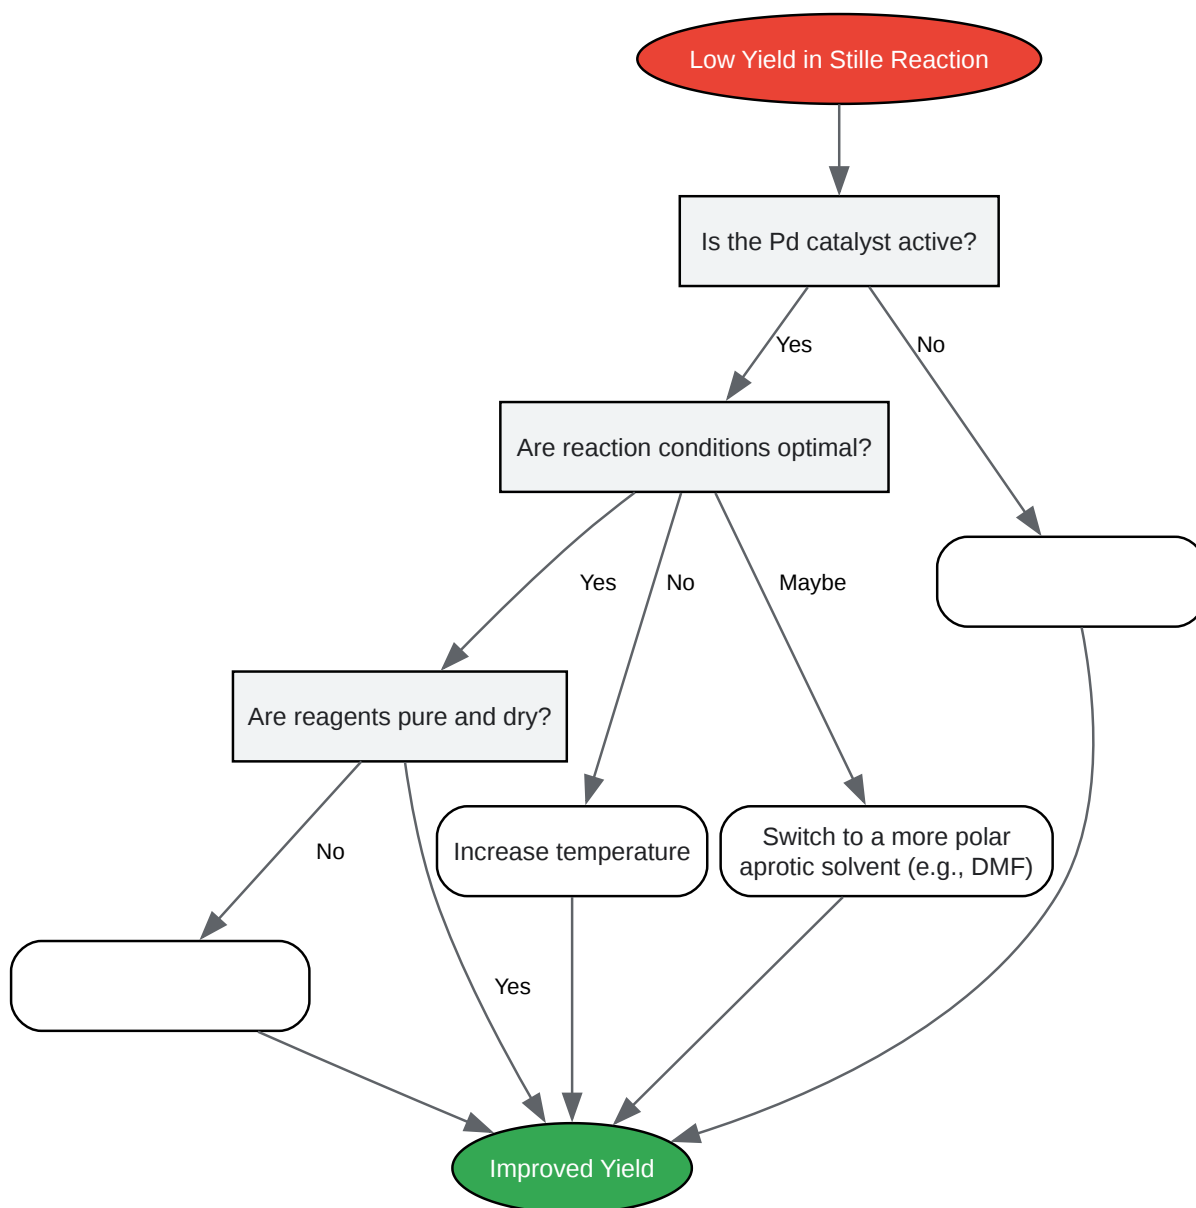 Low Yield in Stille Reaction
Is the Pd catalyst active?
Yes
No
Are reaction conditions optimal?
Yes
No
Maybe
Are reagents pure and dry?
Increase temperature
Switch to a more polar
aprotic solvent (e.g., DMF)
No
Yes
Improved Yield